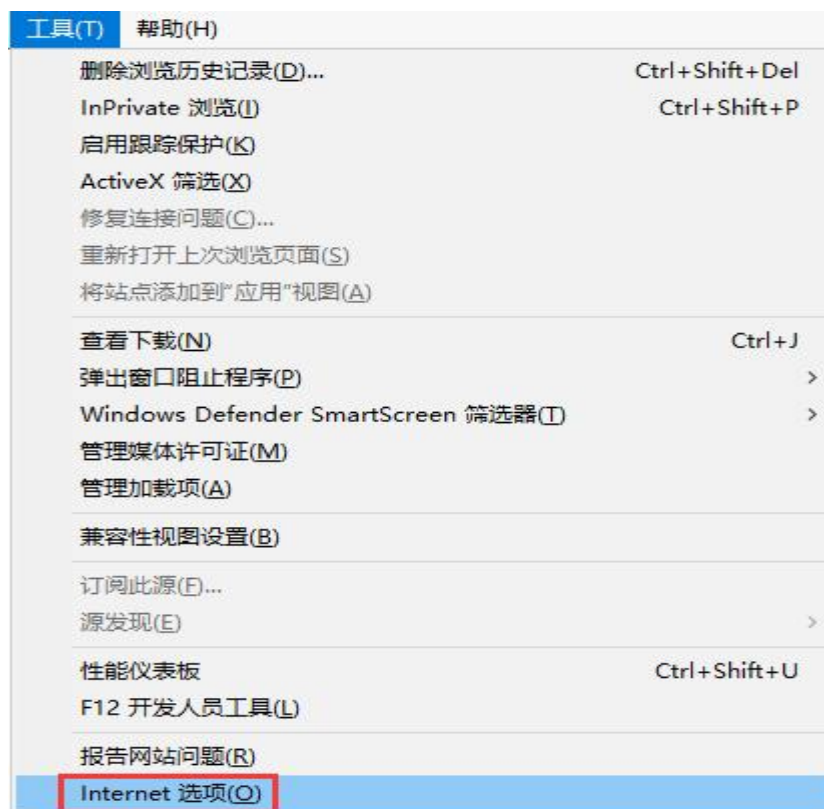 工具(T) 帮助(H)
删除浏览历史记录(D)... Ctrl+Shift+Del
InPrivate 浏览(I) Ctrl+Shift+P
启用跟踪保护(K)
ActiveX 筛选(X)
修复连接问题(C)...
重新打开上次浏览页面(S)
将站点添加到“应用”视图(A)
查看下载(N) Ctrl+J
弹出窗口阻止程序(P)
Windows Defender SmartScreen 筛选器(T)
管理媒体许可证(M)
管理加载项(A)
兼容性视图设置(B)
订阅此源(F)...
源发现(E)
性能仪表板 Ctrl+Shift+U
F12 开发人员工具(L)
报告网站问题(R)
Internet 选项(O)